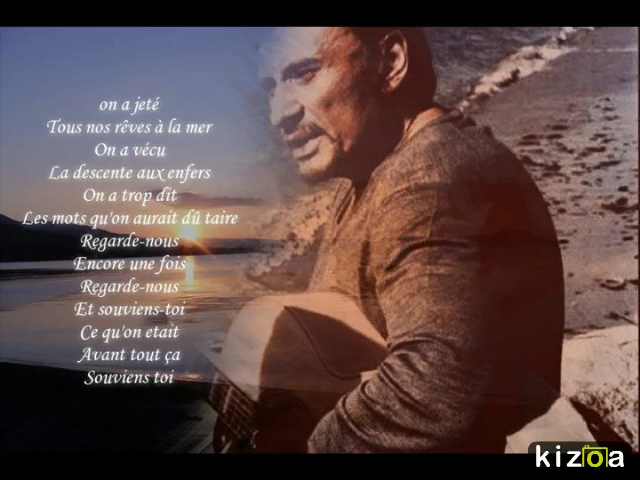 on a jeté
Tous nos rêves à la mer
On a vécu
La descente aux enfers
On a trop dit
Les mots qu'on aurait dû taire
Regarde-nous
Encore une fois
Regarde-nous
Et souviens-toi
Ce qu'on etait
Avant tout ça
Souviens toi
kizoa